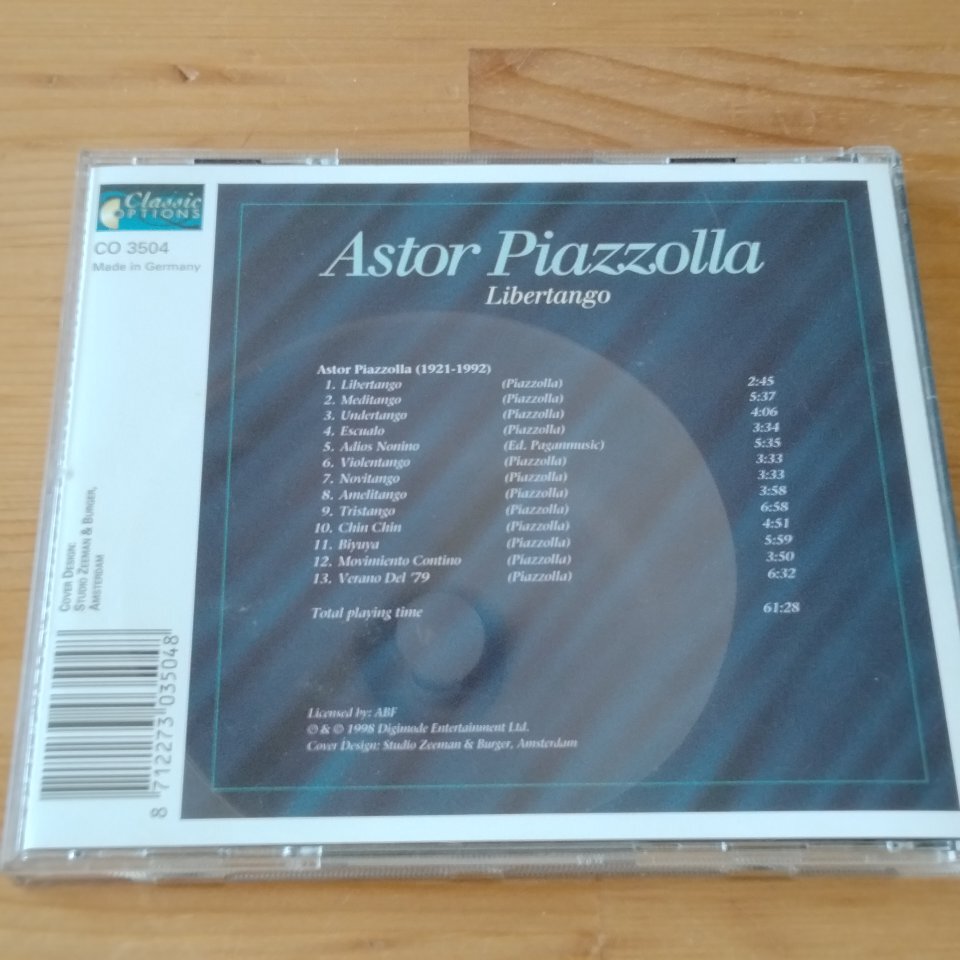 Classic
OPTIONS
CO 3504
Made in Germany
Astor Piazzolla
Libertango
Astor Piazzolla (1921-1992)
1. Libertango (Piazzolla) 2:45
2. Meditango (Piazzolla) 5:37
3. Undertango (Piazzolla) 4:06
4. Escualo (Piazzolla) 3:34
5. Adios Nonino (Ed. Paganmusic) 5:35
6. Violentango (Piazzolla) 3:33
7. Novitango (Piazzolla) 3:33
8. Amelitango (Piazzolla) 3:58
9. Tristango (Piazzolla) 6:58
10. Chin Chin (Piazzolla) 4:51
11. Biyuya (Piazzolla) 5:59
12. Movimiento Contino (Piazzolla) 3:50
13. Verano Del '79 (Piazzolla) 6:32
Total playing time 61:28
Licensed by: ABF
℗ & © 1998 Digimode Entertainment Ltd.
Cover Design: Studio Zeeman & Burger, Amsterdam
COVER DESIGN:
STUDIO ZEEMAN & BURGER,
AMSTERDAM
8 712273 035048